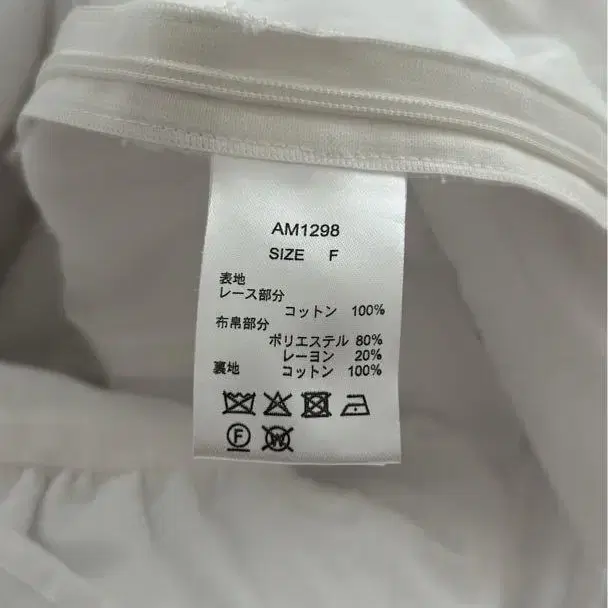 AM1298
SIZE F
表地
レース部分
コットン 100%
布帛部分
ポリエステル 80%
レーヨン 20%
裏地 コットン 100%
F
W